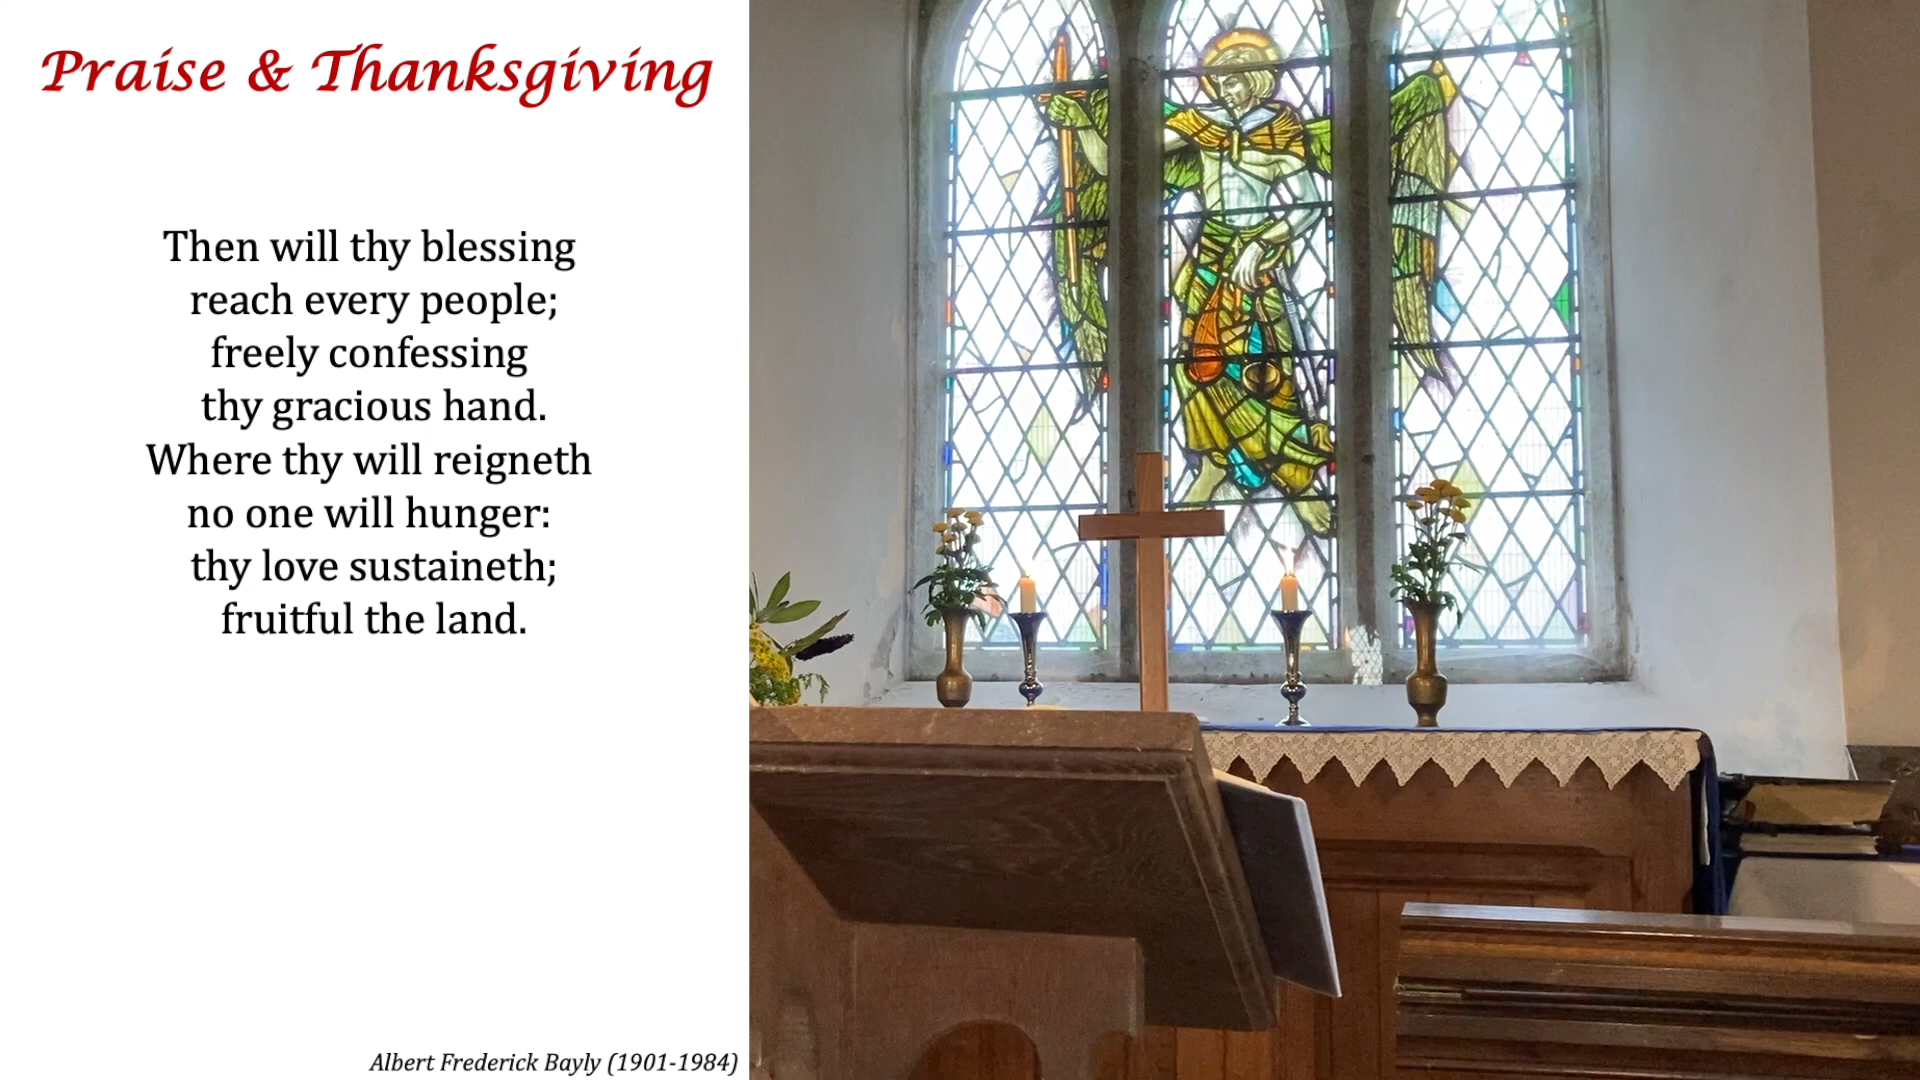 Praise & Thanksgiving
Then will thy blessing
reach every people;
freely confessing
thy gracious hand.
Where thy will reigneth
no one will hunger:
thy love sustaineth;
fruitful the land.
Albert Frederick Bayly (1901-1984)